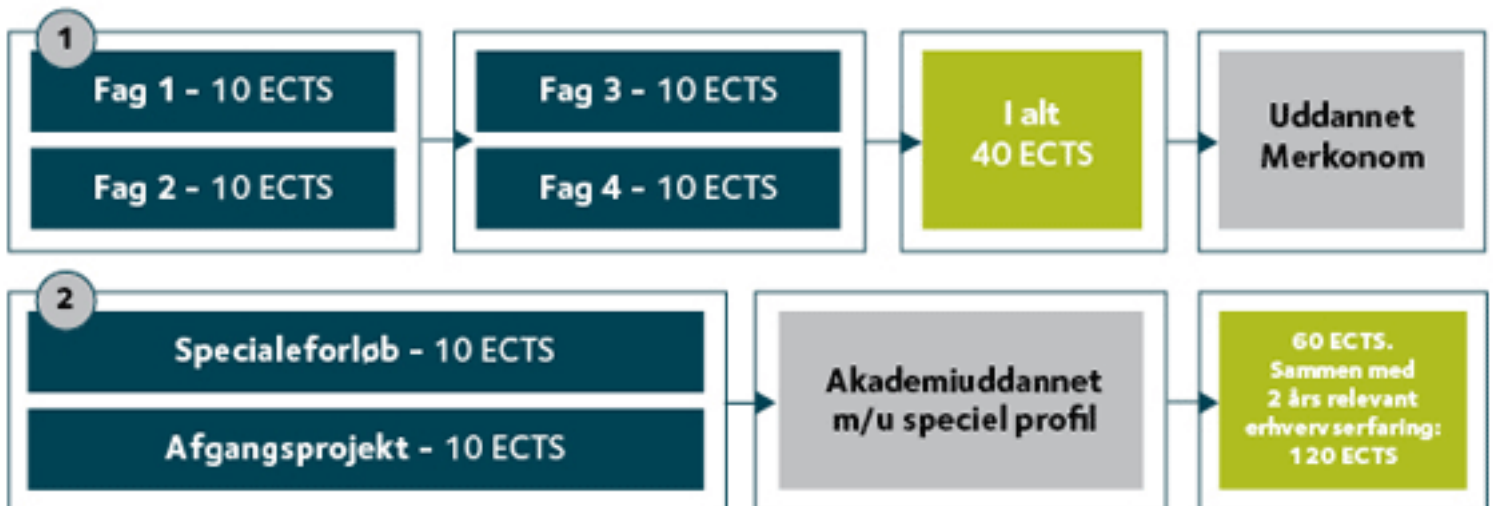 1
Fag 1 - 10 ECTS
Fag 2 - 10 ECTS
Fag 3 - 10 ECTS
Fag 4 - 10 ECTS
I alt
40 ECTS
Uddannet
Merkonom
2
Specialeforløb - 10 ECTS
Afgangsprojekt - 10 ECTS
Akademiuddannet
m/u speciel profil
60 ECTS.
Sammen med
2 års relevant
erhvervserfaring:
120 ECTS